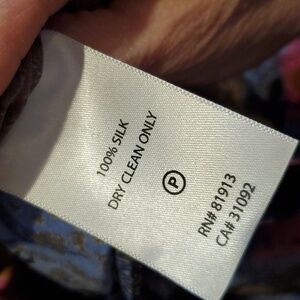 100% SILK
DRY CLEAN ONLY
P
RN# 81913
CA# 31092